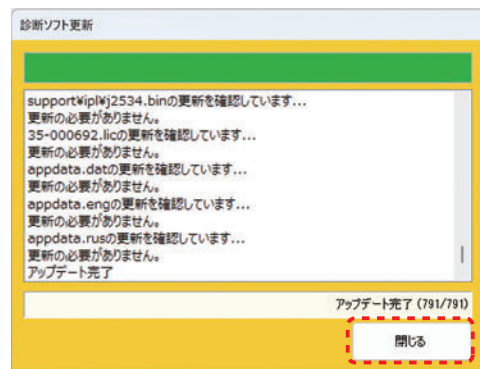 診断ソフト更新
support¥ipl¥j2534.binの更新を確認しています...
更新の必要がありません。
35-000692.licの更新を確認しています...
更新の必要がありません。
appdata.datの更新を確認しています...
更新の必要がありません。
appdata.engの更新を確認しています...
更新の必要がありません。
appdata.rusの更新を確認しています...
更新の必要がありません。
アップデート完了
アップデート完了 (791/791)
閉じる